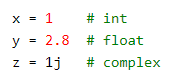 x = 1    # int
y = 2.8  # float
z = 1j   # complex